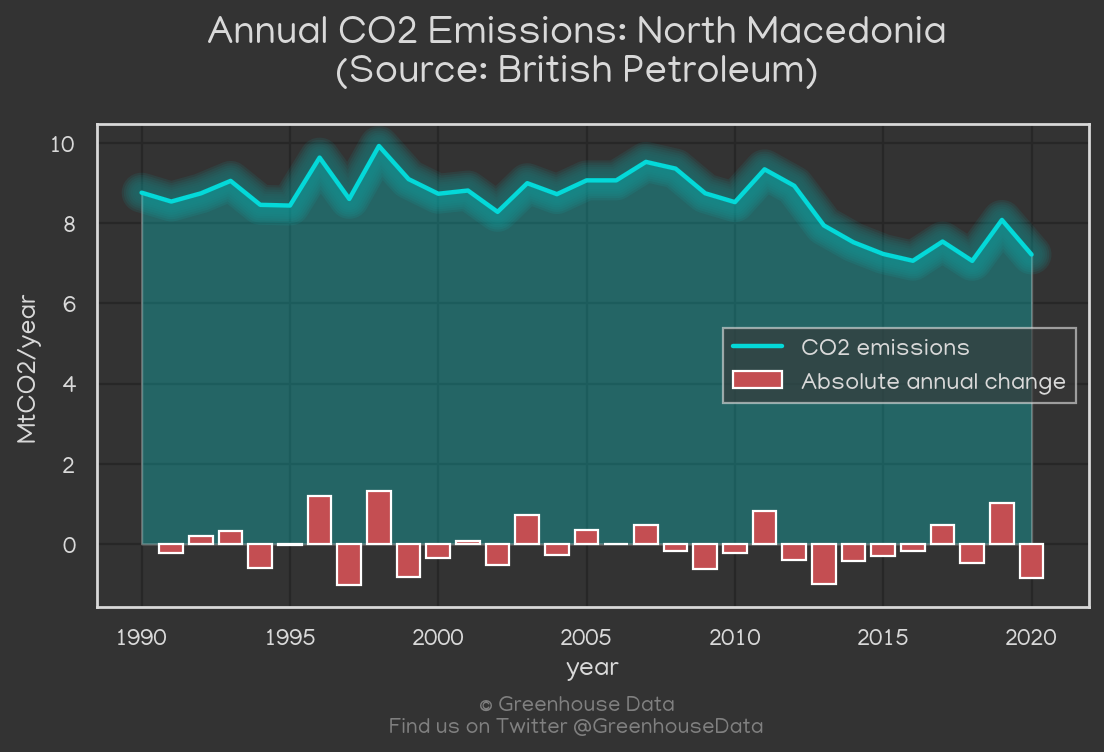 Annual CO2 Emissions: North Macedonia
(Source: British Petroleum)
10
8
6
4
2
0
MtCO2/year
CO2 emissions
Absolute annual change
1990 1995 2000 2005 2010 2015 2020
year
© Greenhouse Data
Find us on Twitter @GreenhouseData